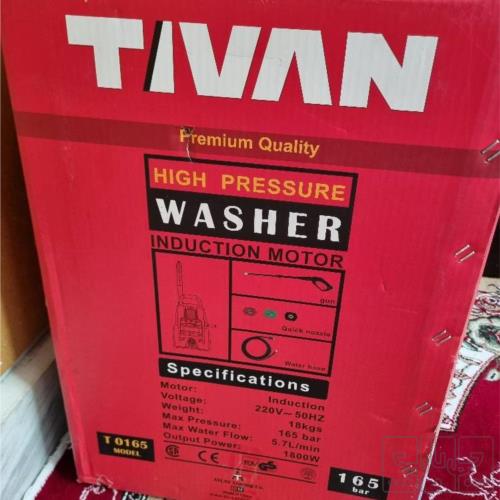 TIVAN
Premium Quality
HIGH PRESSURE
WASHER
INDUCTION MOTOR
gun
Quick nozzle
Water hose
Specifications
Motor: Induction
Voltage: 220V~50HZ
Weight: 18kgs
Max Pressure: 165 bar
Max Water Flow: 5.7L/min
Output Power: 1800W
T 0165
MODEL
165
bar